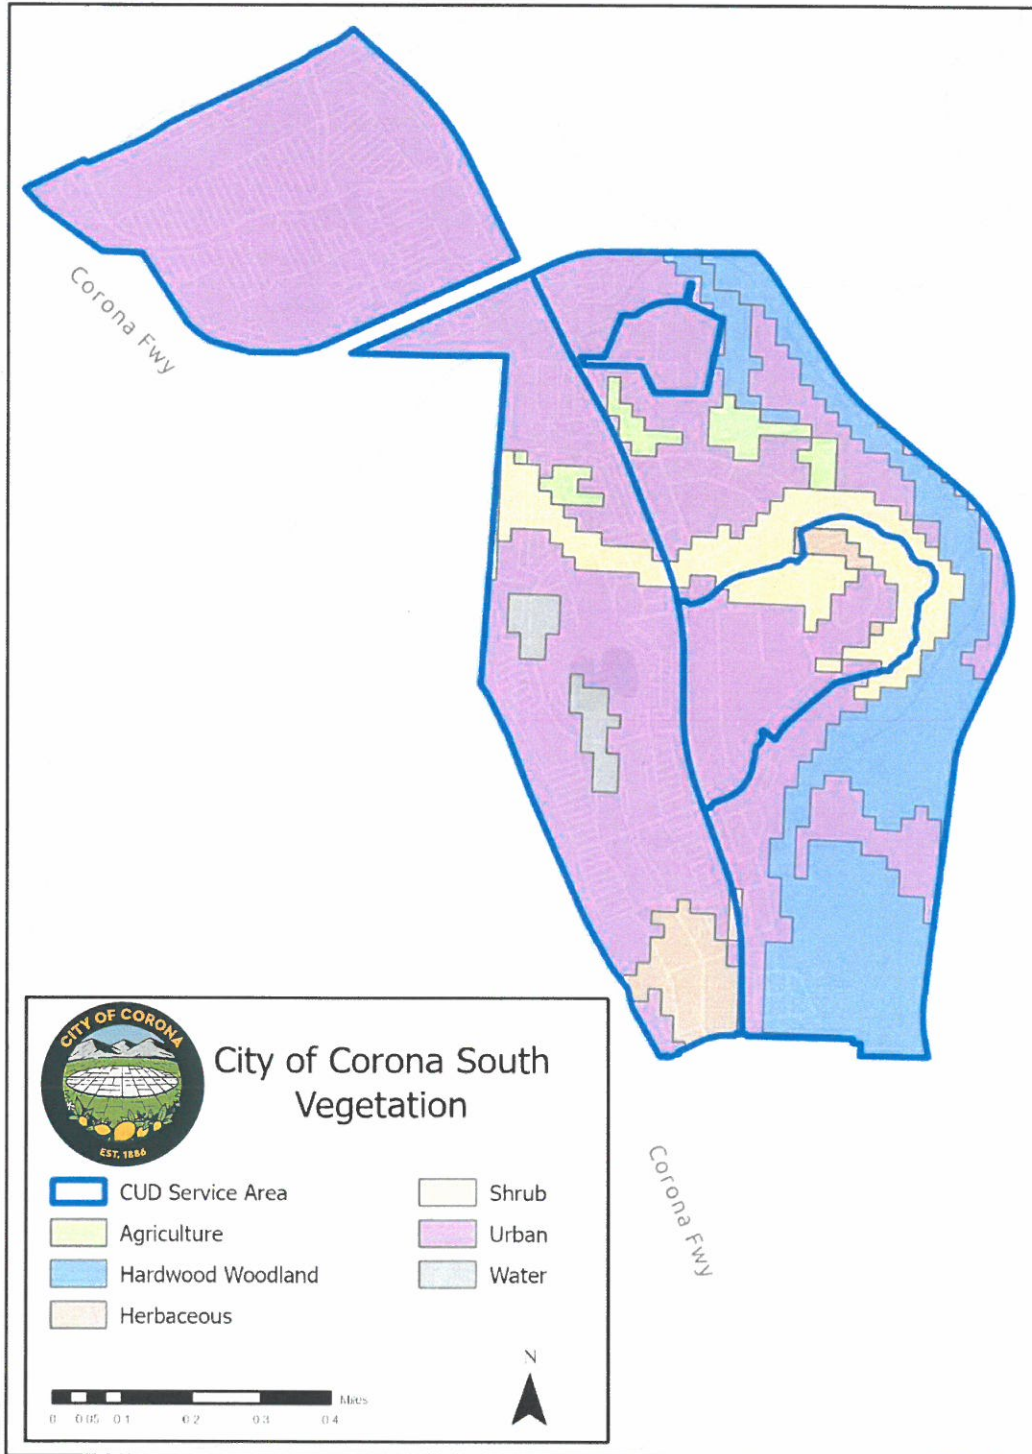 Corona Fwy
CITY OF CORONA
EST. 1886
City of Corona South
Vegetation
CUD Service Area
Agriculture
Hardwood Woodland
Herbaceous
Shrub
Urban
Water
N
Miles
0 0.05 0.1 0.2 0.3 0.4
Corona Fwy